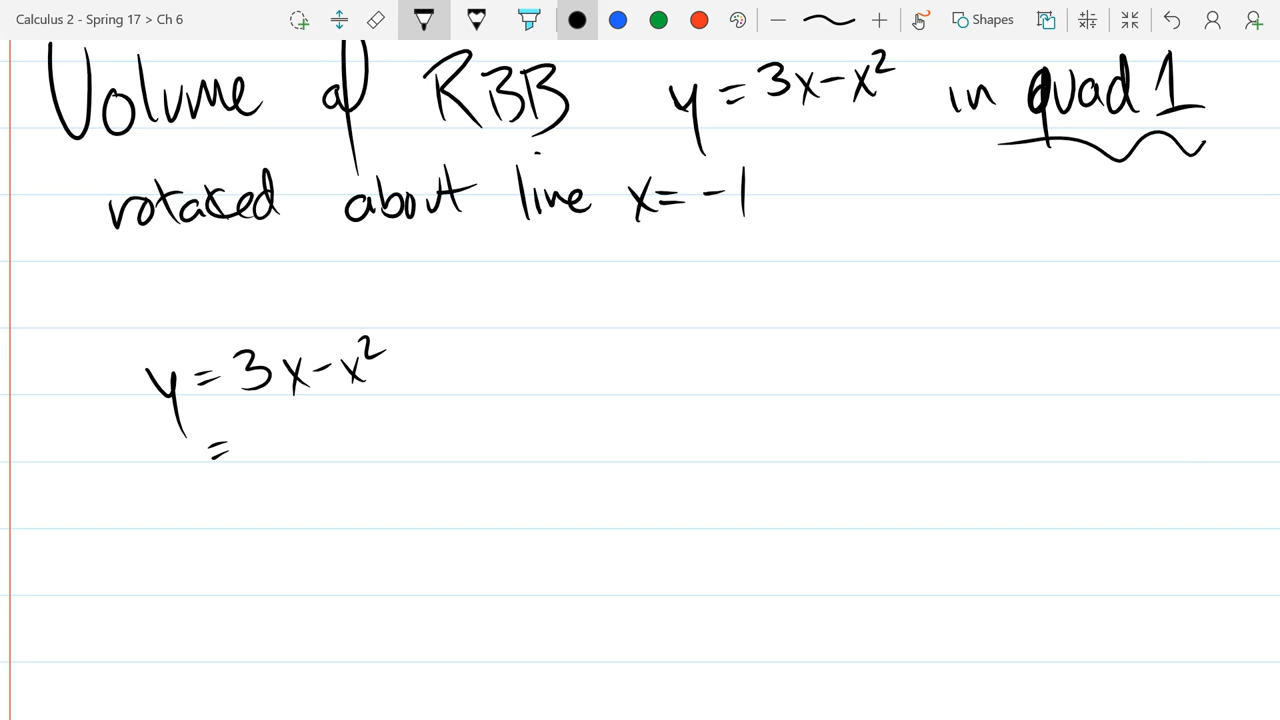 Calculus 2 - Spring 17 > Ch 6 Shapes
Volume of RBB y = 3x - x² in quad 1
rotated about line x = -1
y = 3x - x²
=